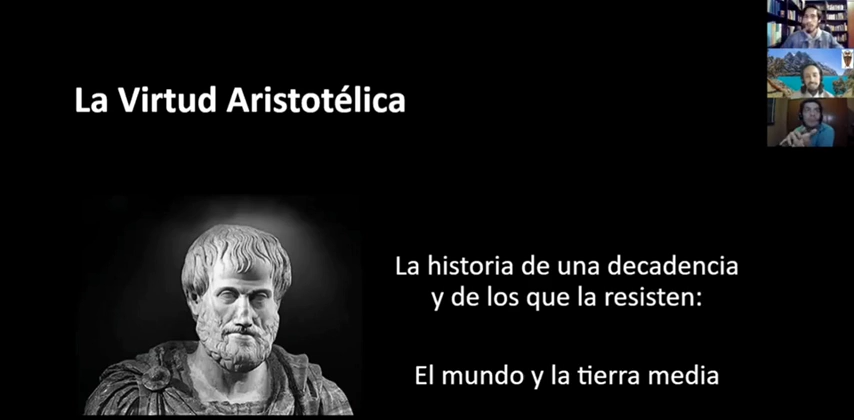 La Virtud Aristotélica
La historia de una decadencia
y de los que la resisten:
El mundo y la tierra media